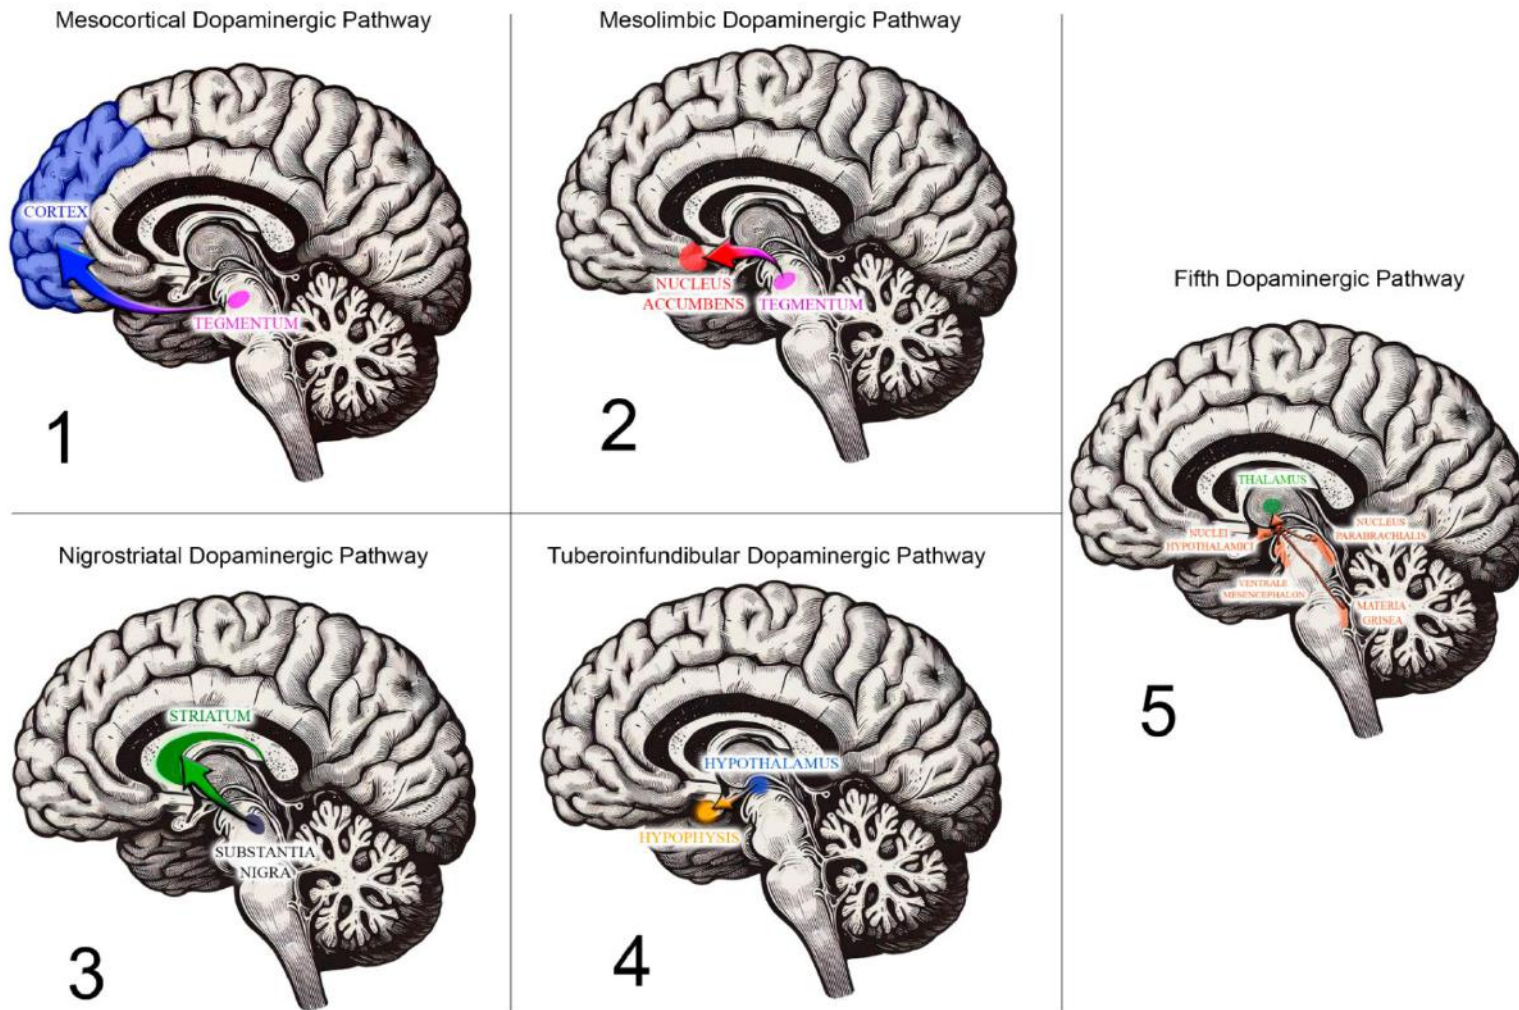 Mesocortical Dopaminergic Pathway
CORTEX
TEGMENTUM
1
Mesolimbic Dopaminergic Pathway
NUCLEUS
ACCUMBENS
TEGMENTUM
2
Nigrostriatal Dopaminergic Pathway
STRIATUM
SUBSTANTIA
NIGRA
3
Tuberoinfundibular Dopaminergic Pathway
HYPOTHALAMUS
HYPOPHYSIS
4
Fifth Dopaminergic Pathway
THALAMUS
NUCLEI
HYPOTHALAMICI
NUCLEUS
PARABRACHIALIS
VENTRALE
MESENCEPHALON
MATERIA
GRISEA
5